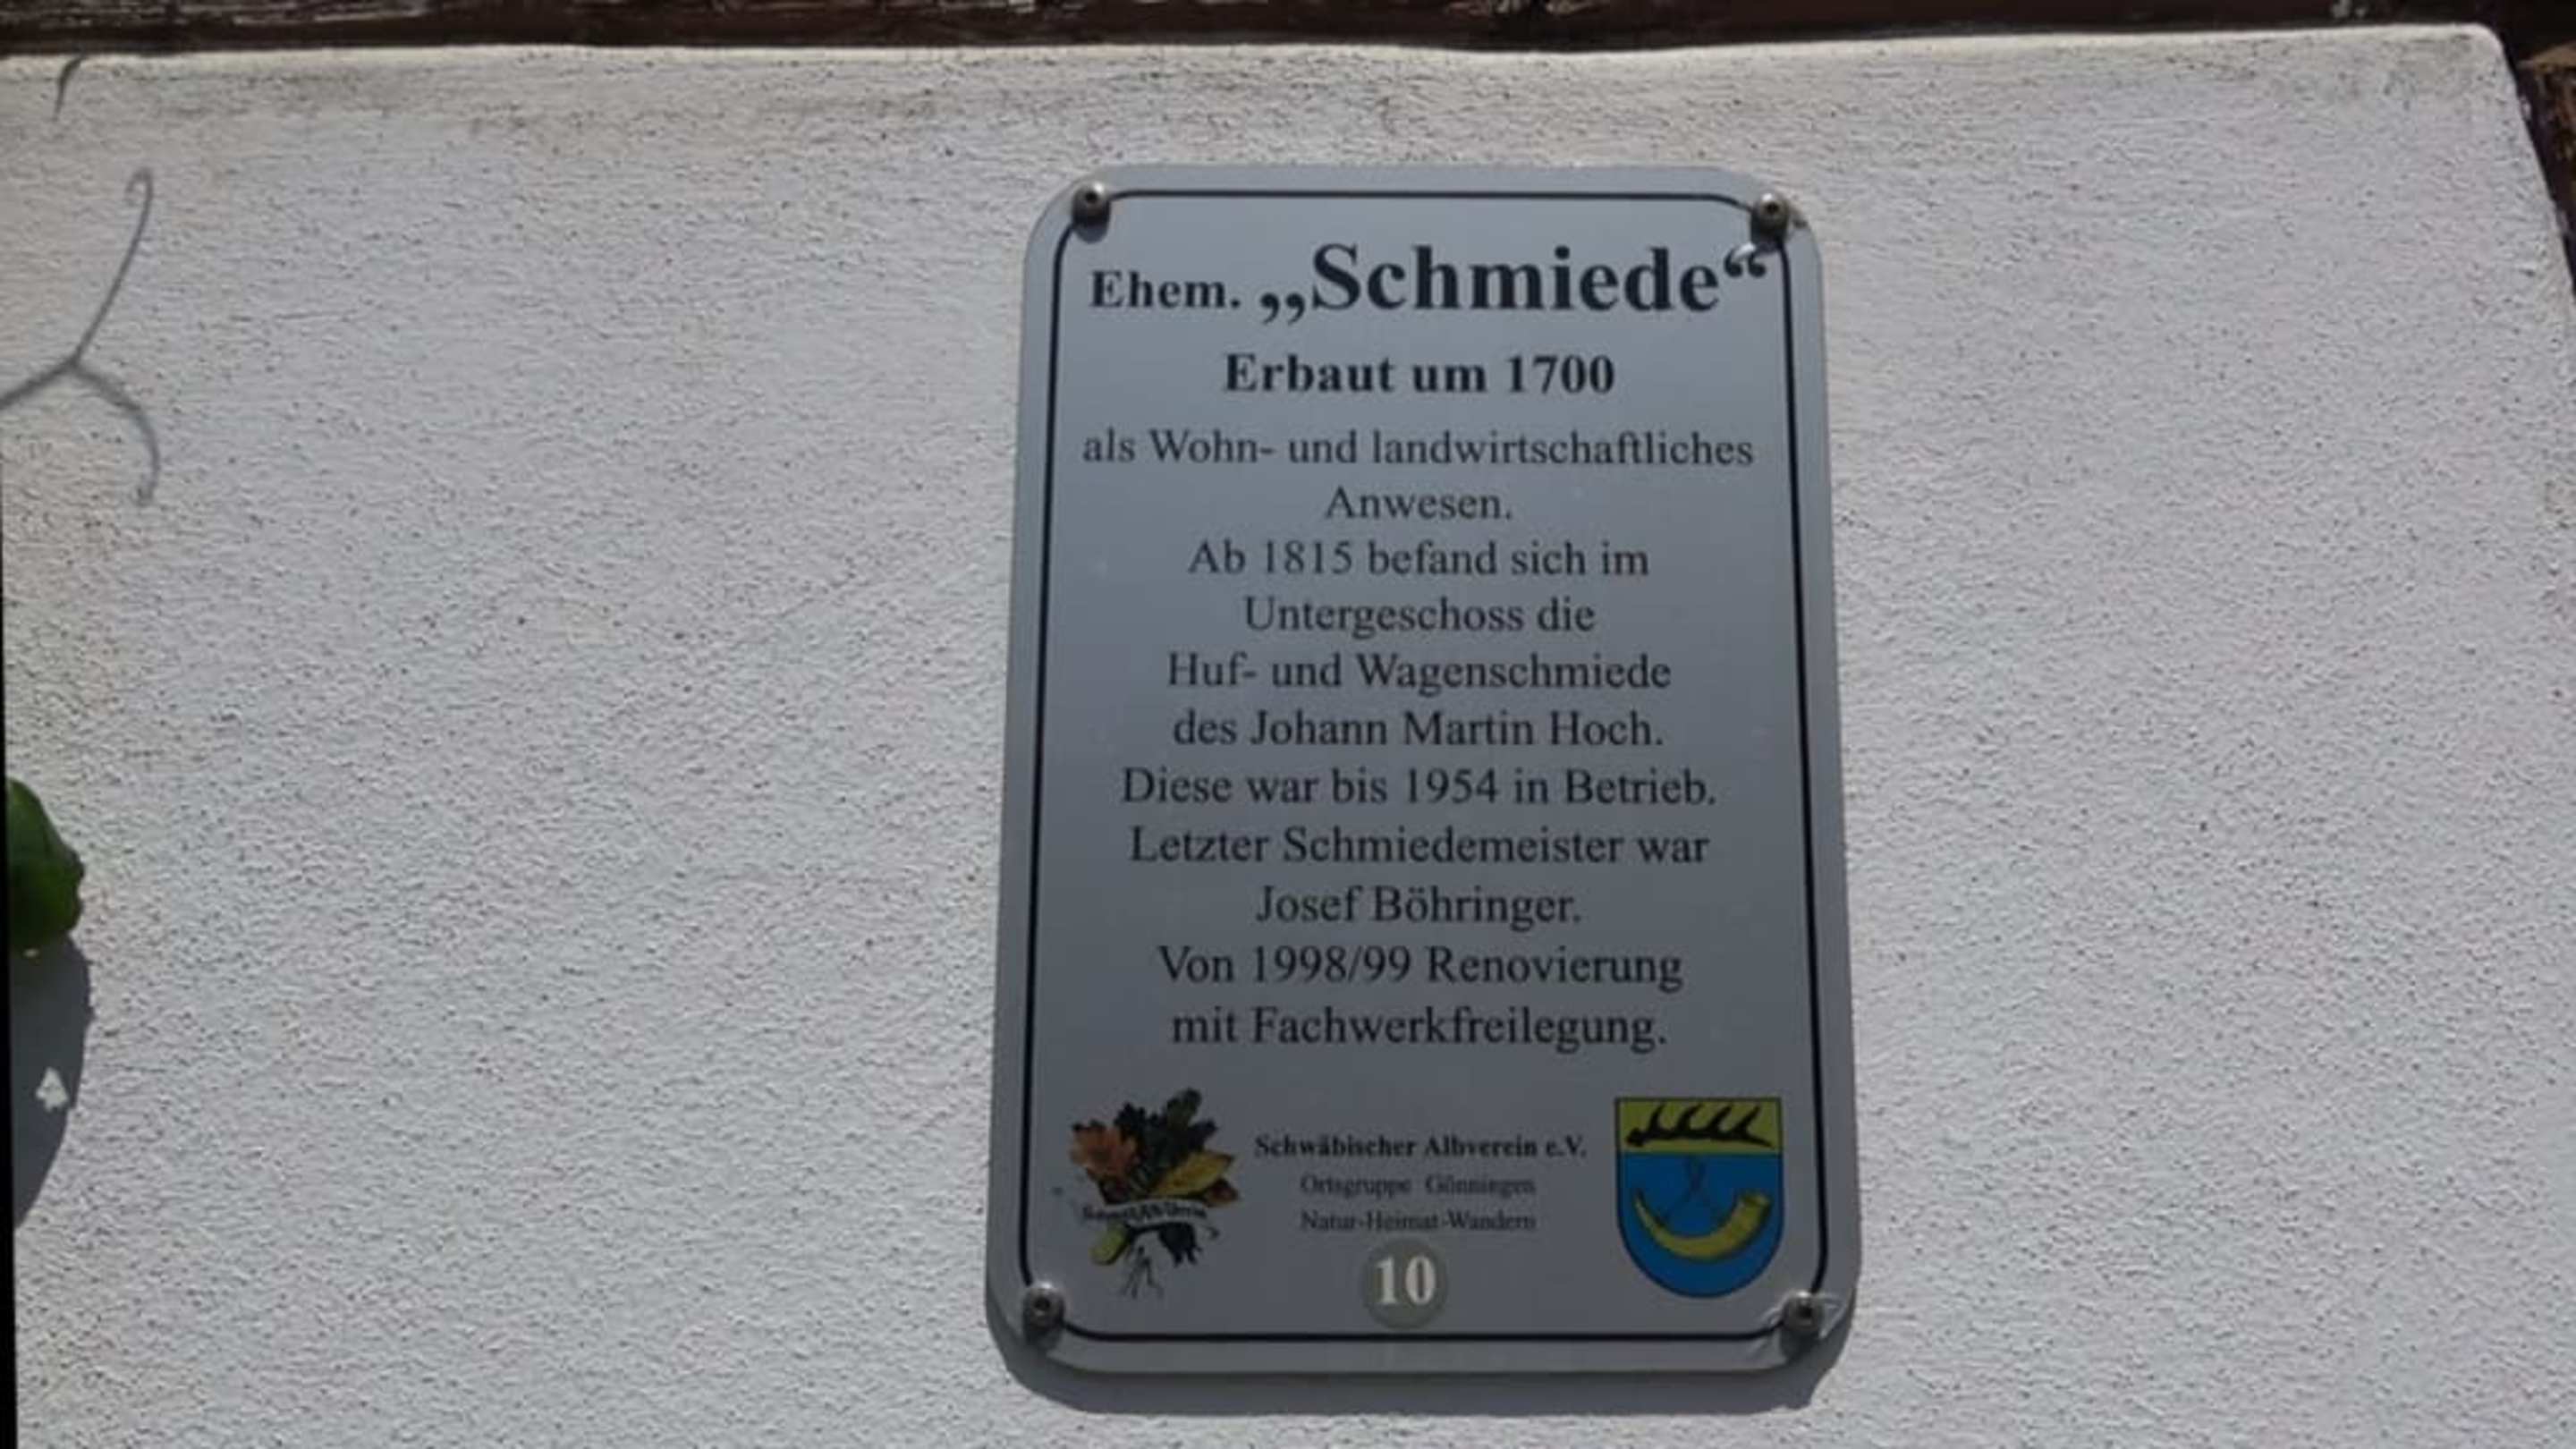 Ehem. „Schmiede“
Erbaut um 1700
als Wohn- und landwirtschaftliches
Anwesen.
Ab 1815 befand sich im
Untergeschoss die
Huf- und Wagenschmiede
des Johann Martin Hoch.
Diese war bis 1954 in Betrieb.
Letzter Schmiedemeister war
Josef Böhringer.
Von 1998/99 Renovierung
mit Fachwerkfreilegung.
Schwäbischer Albverein e.V.
Ortsgruppe Gönningen
Natur-Heimat-Wandern
10